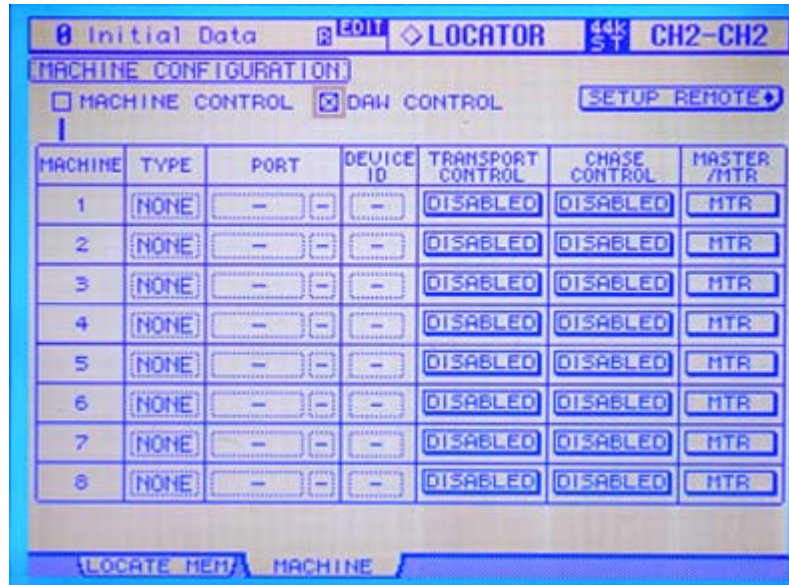 0 Initial Data R EDIT ◇LOCATOR 44k ST CH2-CH2
MACHINE CONFIGURATION
MACHINE CONTROL DAW CONTROL SETUP REMOTE
MACHINE TYPE PORT DEVICE ID TRANSPORT CONTROL CHASE CONTROL MASTER /MTR
1 NONE - - - DISABLED DISABLED MTR
2 NONE - - - DISABLED DISABLED MTR
3 NONE - - - DISABLED DISABLED MTR
4 NONE - - - DISABLED DISABLED MTR
5 NONE - - - DISABLED DISABLED MTR
6 NONE - - - DISABLED DISABLED MTR
7 NONE - - - DISABLED DISABLED MTR
8 NONE - - - DISABLED DISABLED MTR
LOCATE MEM MACHINE